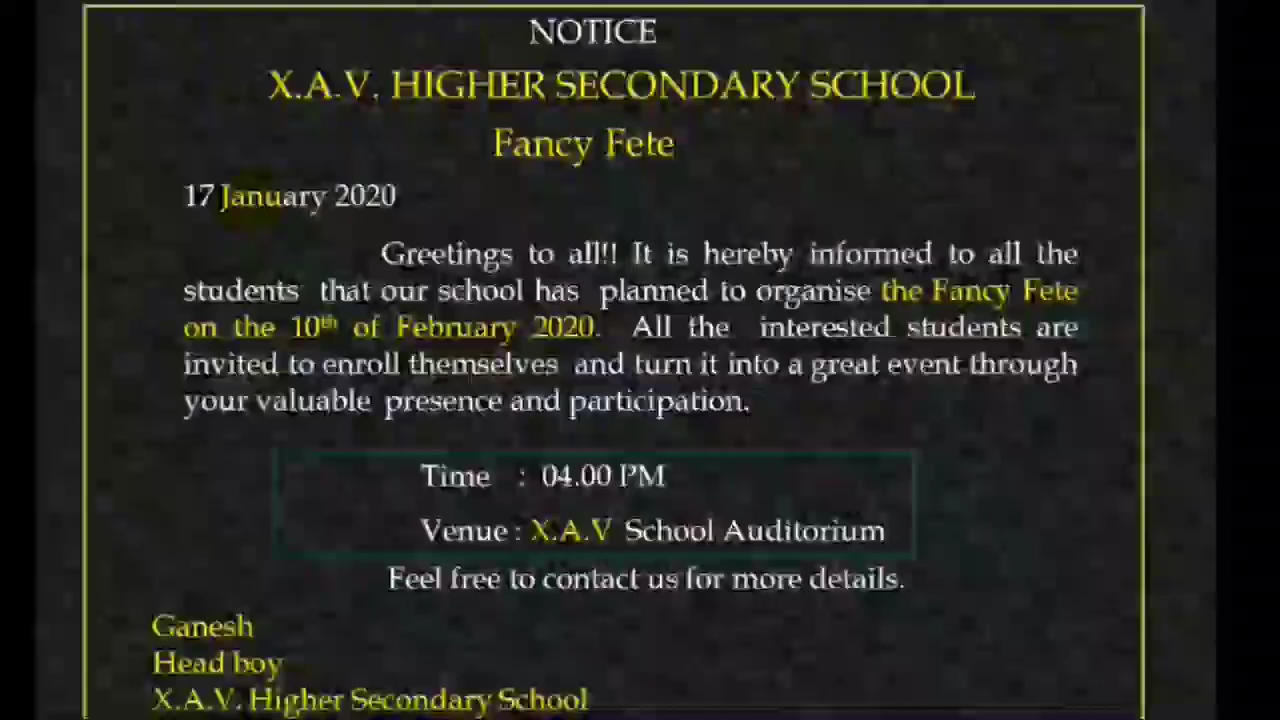 NOTICE
X.A.V. HIGHER SECONDARY SCHOOL
Fancy Fete
17 January 2020
Greetings to all!! It is hereby informed to all the
students that our school has planned to organise the Fancy Fete
on the 10th of February 2020. All the interested students are
invited to enroll themselves and turn it into a great event through
your valuable presence and participation.
Time : 04.00 PM
Venue : X.A.V School Auditorium
Feel free to contact us for more details.
Ganesh
Head boy
X.A.V. Higher Secondary School